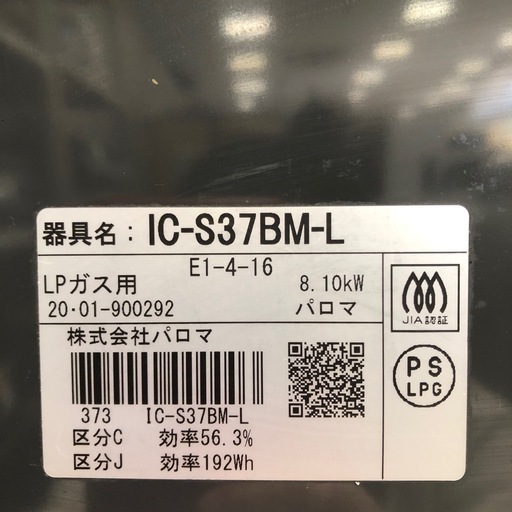 器具名：IC-S37BM-L
E1-4-16
LPガス用 8.10kW
20・01-900292 パロマ
JIA認証
株式会社パロマ
PS
LPG
373 IC-S37BM-L
区分C 効率56.3%
区分J 効率192Wh